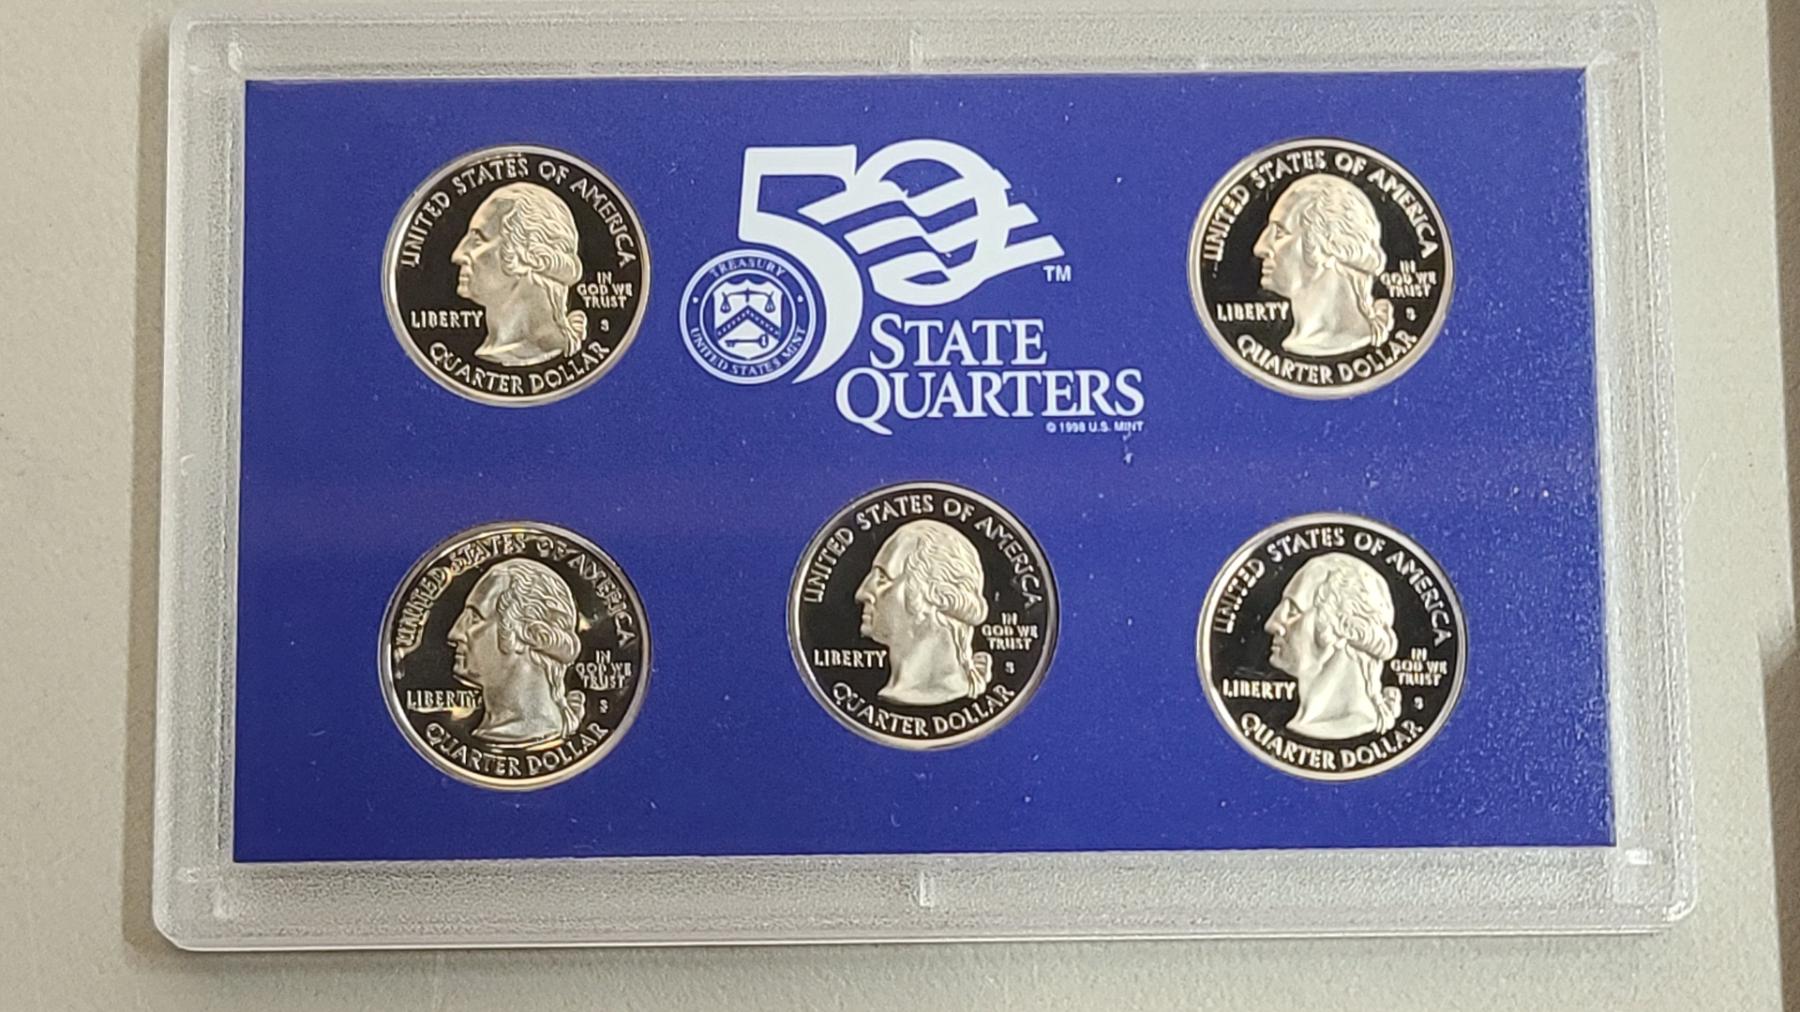 UNITED STATES OF AMERICA
LIBERTY
IN
GOD WE
TRUST
S
QUARTER DOLLAR
50
TM
TREASURY
UNITED STATES MINT
STATE
QUARTERS
© 1998 U.S. MINT
UNITED STATES OF AMERICA
LIBERTY
IN
GOD WE
TRUST
S
QUARTER DOLLAR
UNITED STATES OF AMERICA
LIBERTY
IN
GOD WE
TRUST
S
QUARTER DOLLAR
UNITED STATES OF AMERICA
LIBERTY
IN
GOD WE
TRUST
S
QUARTER DOLLAR
UNITED STATES OF AMERICA
LIBERTY
IN
GOD WE
TRUST
S
QUARTER DOLLAR